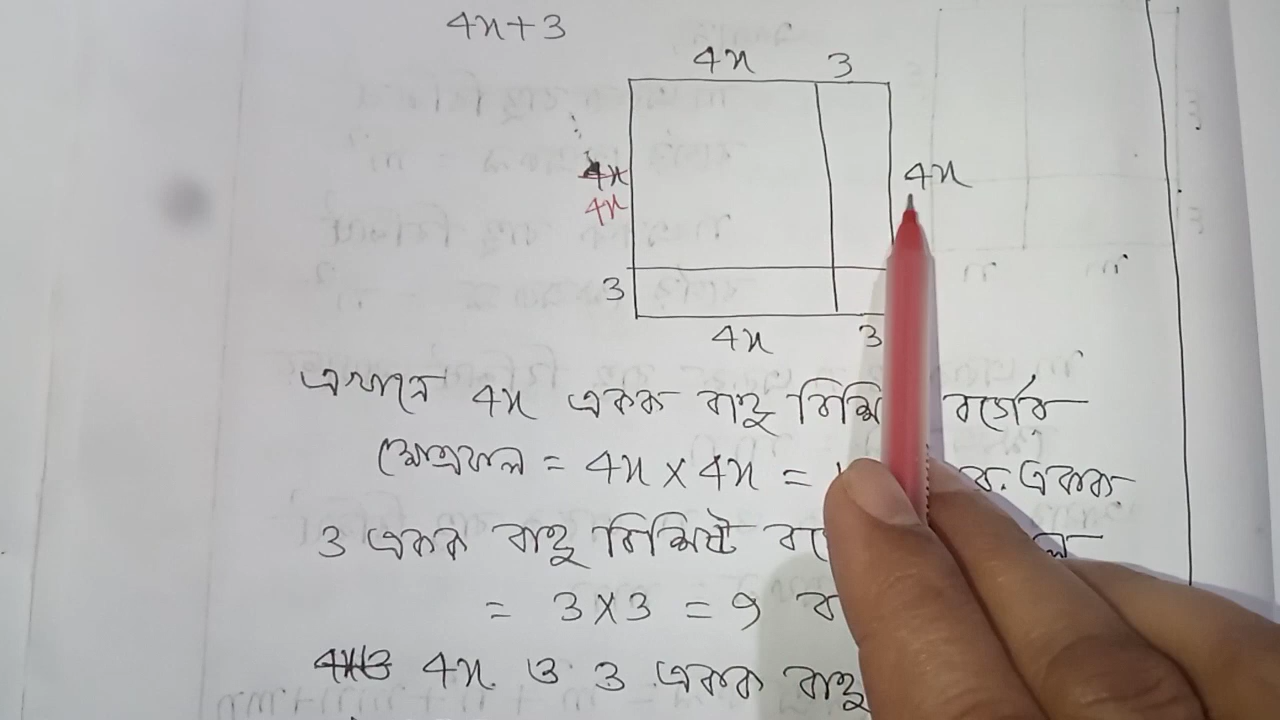 4x+3
4x 3
4x 4x
4x
3
4x 3
এখানে 4x একক বাহু বিশিষ্ট বর্গের
ক্ষেত্রফল = 4x × 4x = ব. একক
3 একক বাহু বিশিষ্ট
= 3×3 = 9 ব
4x ও 3 একক বাহু